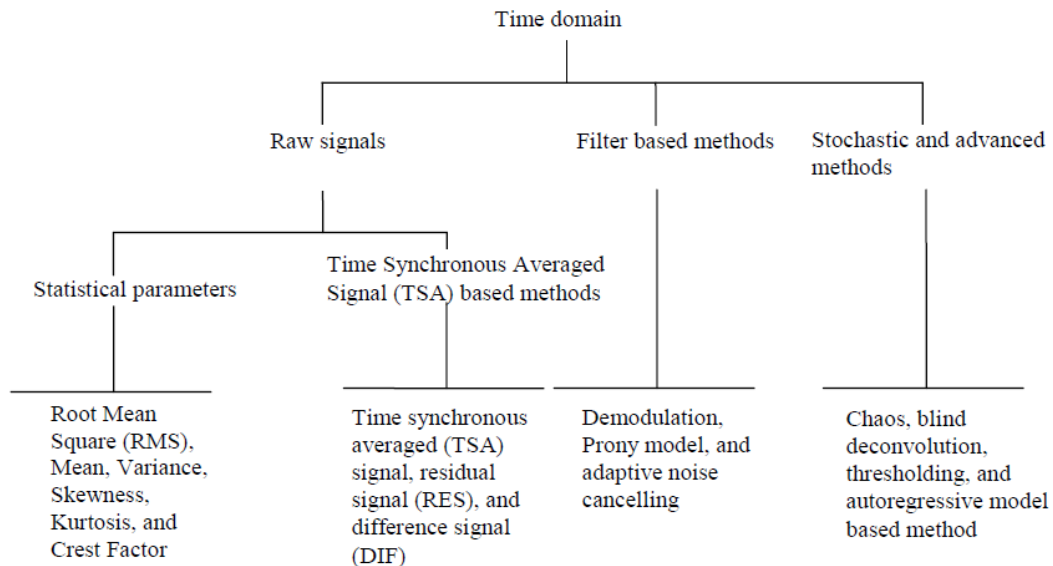 Time domain
Raw signals
Filter based methods
Stochastic and advanced
methods
Statistical parameters
Time Synchronous Averaged
Signal (TSA) based methods
Root Mean
Square (RMS),
Mean, Variance,
Skewness,
Kurtosis, and
Crest Factor
Time synchronous
averaged (TSA)
signal, residual
signal (RES), and
difference signal
(DIF)
Demodulation,
Prony model, and
adaptive noise
cancelling
Chaos, blind
deconvolution,
thresholding, and
autoregressive model
based method